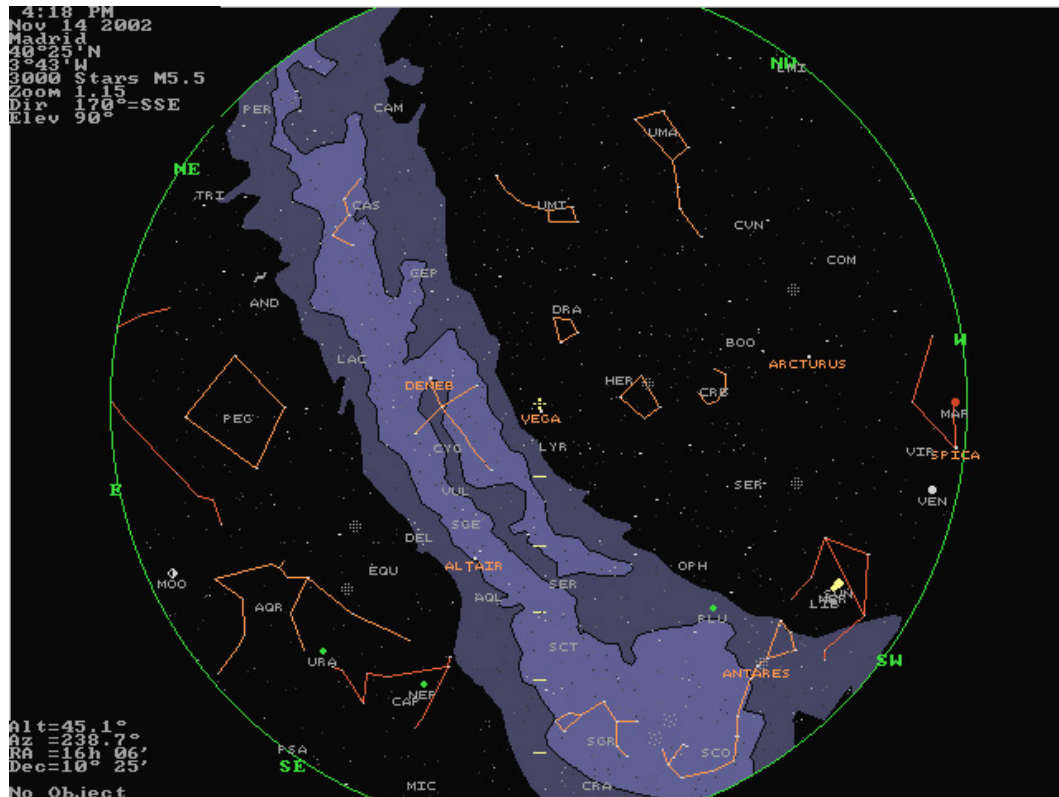 4:18 PM
Nov 14 2002
Madrid
40°25'N
3°43'W
3000 Stars M5.5
Zoom 1.15
Dir 170°=SSE
Elev 90°
NW
LMI
PER
CAM
UMA
NE
TRI
CAS
UMI
CVN
COM
CEP
AND
DRA
W
BOO
LAC
ARCTURUS
DENEB
HER
CRB
PEG
VEGA
MAR
CYG
LYR
VIR
SPICA
SER
E
VUL
VEN
SGE
DEL
ALTAIR
OPH
EQU
MOO
SER
SUN
AQL
LIB
AQR
PLU
SCT
URA
SW
ANTARES
NEP
CAP
Alt=45.1°
Az =238.7°
RA =16h 06'
Dec=10° 25'
No Object
PSA
SE
SGR
SCO
MIC
CRA